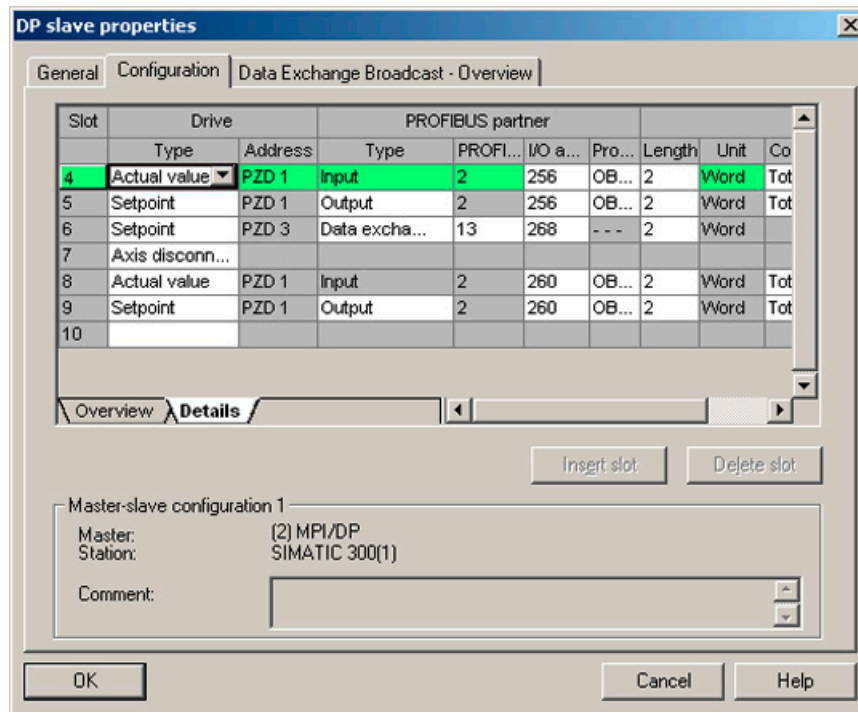 DP slave properties
General Configuration Data Exchange Broadcast - Overview
Slot Drive PROFIBUS partner
Type Address Type PROFI... I/O a... Pro... Length Unit Co
4 Actual value PZD 1 Input 2 256 OB... 2 Word Tot
5 Setpoint PZD 1 Output 2 256 OB... 2 Word Tot
6 Setpoint PZD 3 Data excha... 13 268 - - - 2 Word
7 Axis disconn...
8 Actual value PZD 1 Input 2 260 OB... 2 Word Tot
9 Setpoint PZD 1 Output 2 260 OB... 2 Word Tot
10
Overview Details
Insert slot Delete slot
Master-slave configuration 1
Master: (2) MPI/DP
Station: SIMATIC 300(1)
Comment:
OK Cancel Help